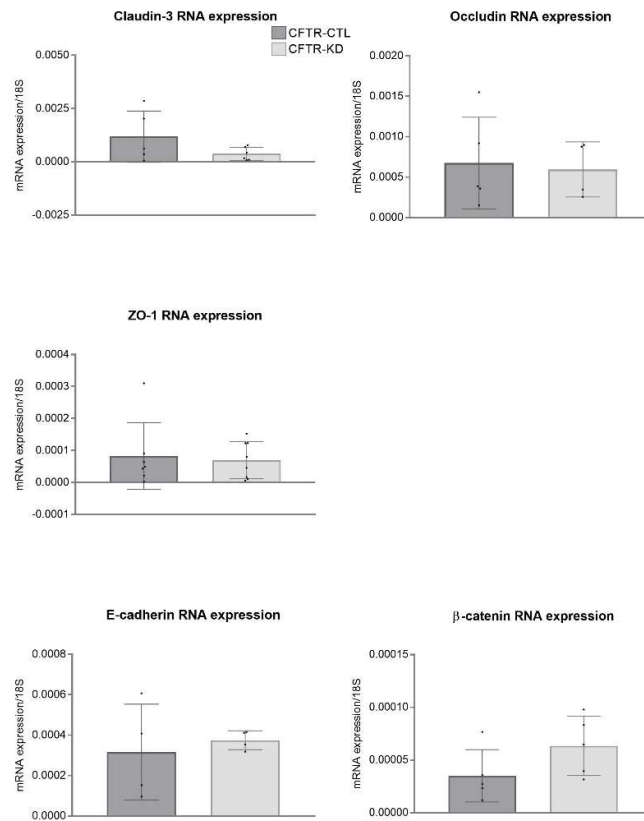 Claudin-3 RNA expression
CFTR-CTL
CFTR-KD
mRNA expression/18S
0.0050
0.0025
0.0000
-0.0025
Occludin RNA expression
mRNA expression/18S
0.0020
0.0015
0.0010
0.0005
0.0000
ZO-1 RNA expression
mRNA expression/18S
0.0004
0.0003
0.0002
0.0001
0.0000
-0.0001
E-cadherin RNA expression
mRNA expression/18S
0.0008
0.0006
0.0004
0.0002
0.0000
β-catenin RNA expression
mRNA expression/18S
0.00015
0.00010
0.00005
0.00000